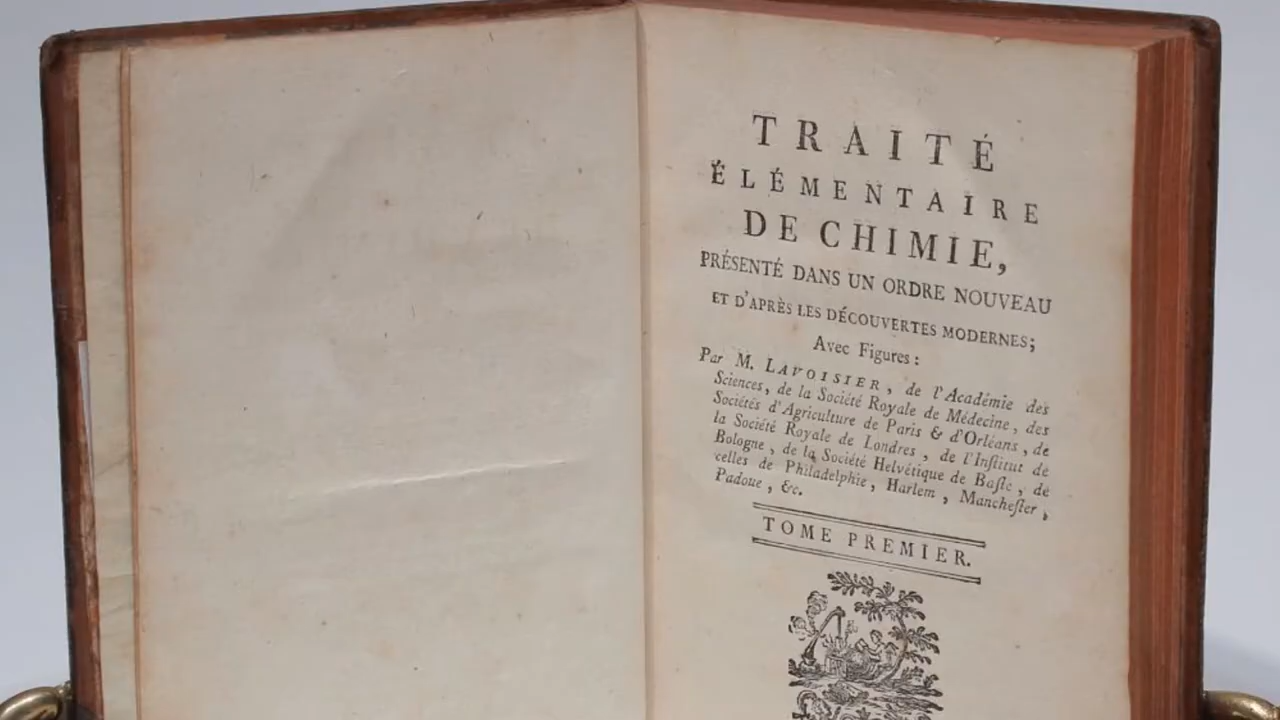 TRAITÉ
ÉLÉMENTAIRE
DE CHIMIE,
PRÉSENTÉ DANS UN ORDRE NOUVEAU
ET D'APRÈS LES DÉCOUVERTES MODERNES;
Avec Figures :
Par M. LAVOISIER, de l'Académie des
Sciences, de la Société Royale de Médecine, des
Sociétés d'Agriculture de Paris & d'Orléans, de
la Société Royale de Londres, de l'Inſtitut de
Bologne, de la Société Helvétique de Baſle, de
celles de Philadelphie, Harlem, Mancheſter,
Padoue, &c.
TOME PREMIER.